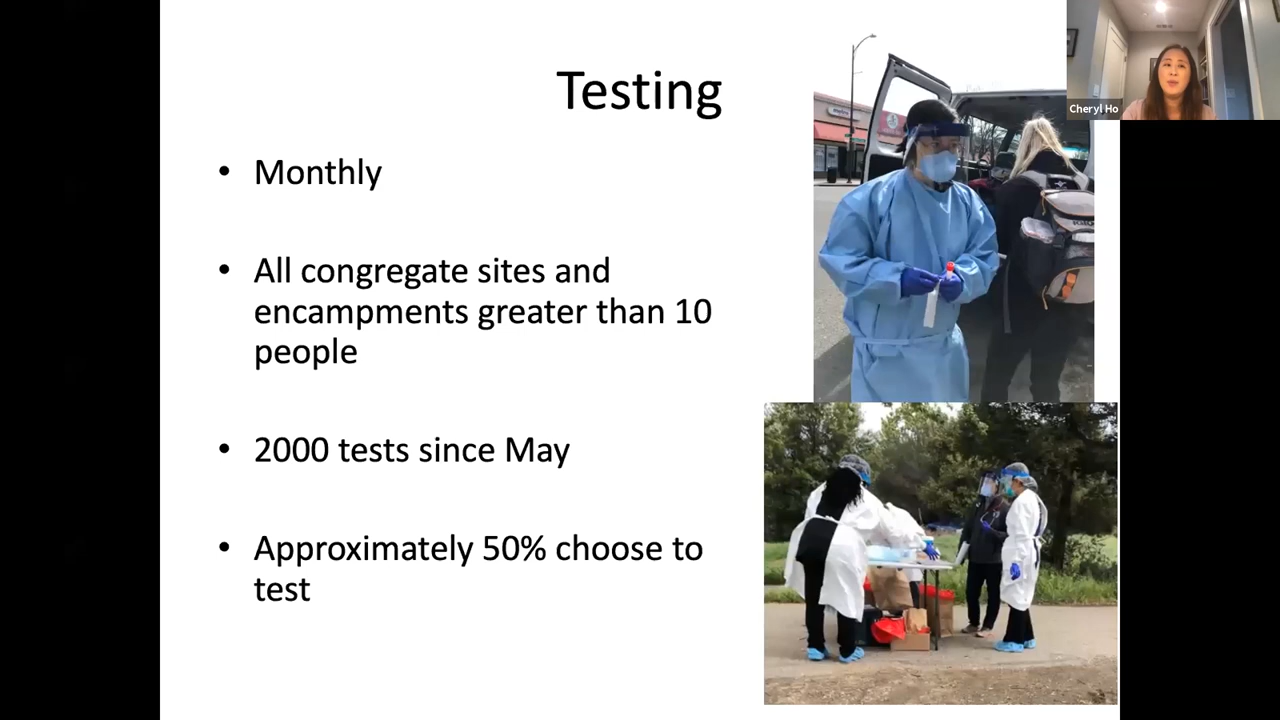 Testing
• Monthly
• All congregate sites and
encampments greater than 10
people
• 2000 tests since May
• Approximately 50% choose to
test
Cheryl Ho